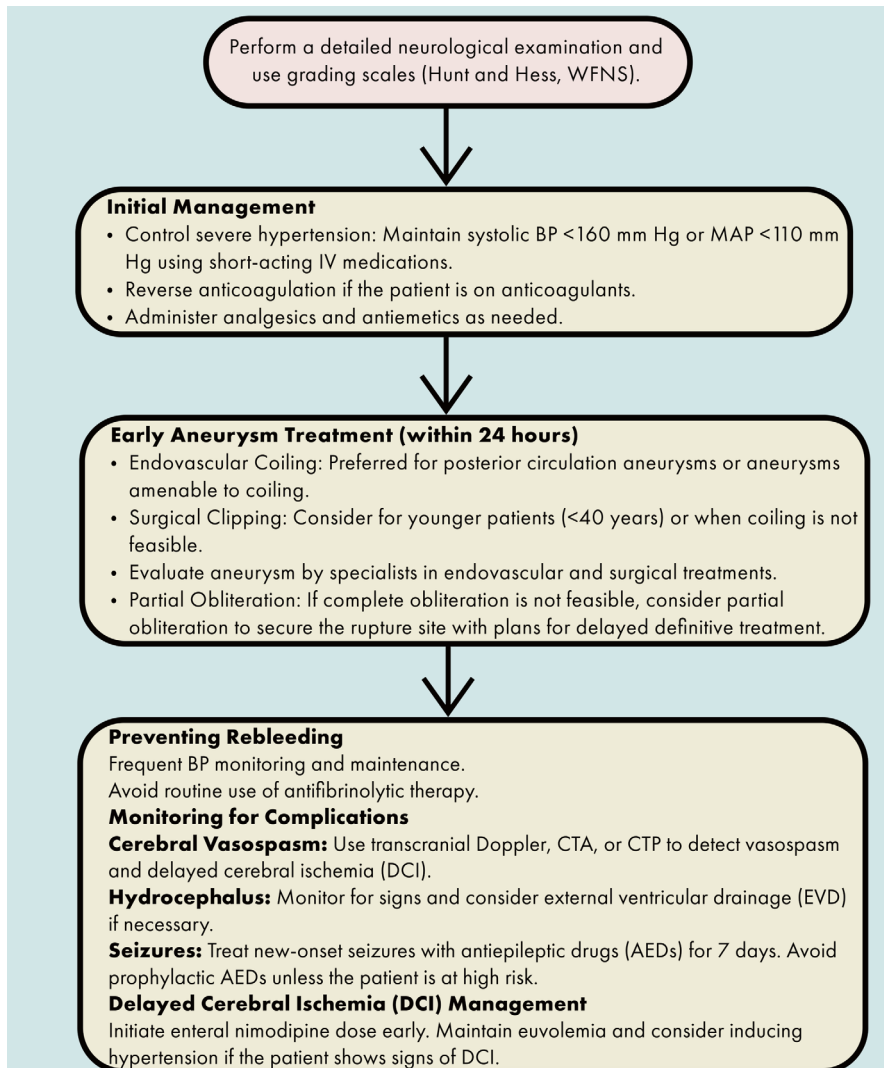 Perform a detailed neurological examination and
use grading scales (Hunt and Hess, WFNS).
Initial Management
• Control severe hypertension: Maintain systolic BP <160 mm Hg or MAP <110 mm
Hg using short-acting IV medications.
• Reverse anticoagulation if the patient is on anticoagulants.
• Administer analgesics and antiemetics as needed.
Early Aneurysm Treatment (within 24 hours)
• Endovascular Coiling: Preferred for posterior circulation aneurysms or aneurysms
amenable to coiling.
• Surgical Clipping: Consider for younger patients (<40 years) or when coiling is not
feasible.
• Evaluate aneurysm by specialists in endovascular and surgical treatments.
• Partial Obliteration: If complete obliteration is not feasible, consider partial
obliteration to secure the rupture site with plans for delayed definitive treatment.
Preventing Rebleeding
Frequent BP monitoring and maintenance.
Avoid routine use of antifibrinolytic therapy.
Monitoring for Complications
Cerebral Vasospasm: Use transcranial Doppler, CTA, or CTP to detect vasospasm
and delayed cerebral ischemia (DCI).
Hydrocephalus: Monitor for signs and consider external ventricular drainage (EVD)
if necessary.
Seizures: Treat new-onset seizures with antiepileptic drugs (AEDs) for 7 days. Avoid
prophylactic AEDs unless the patient is at high risk.
Delayed Cerebral Ischemia (DCI) Management
Initiate enteral nimodipine dose early. Maintain euvolemia and consider inducing
hypertension if the patient shows signs of DCI.